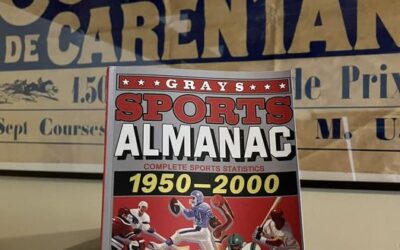 DE CARENTAN
1.50
de Prix
Sept Courses
M. U.
GRAYS
SPORTS
ALMANAC
COMPLETE SPORTS STATISTICS
1950-2000